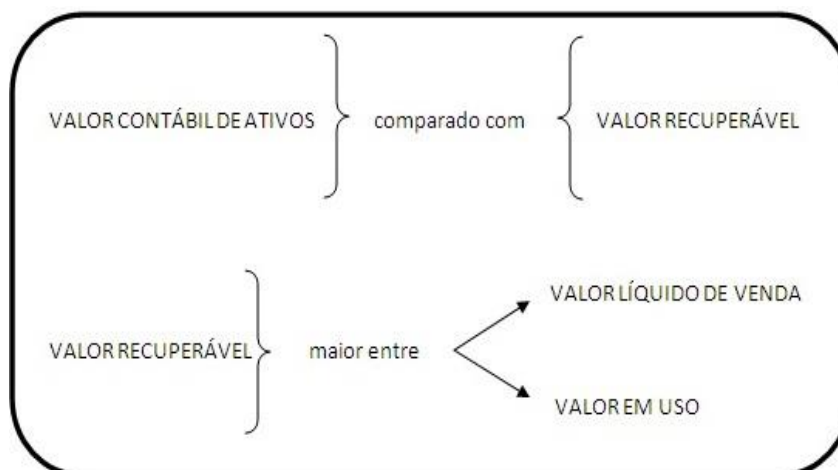 VALOR CONTÁBIL DE ATIVOS comparado com VALOR RECUPERÁVEL
VALOR LÍQUIDO DE VENDA
VALOR RECUPERÁVEL maior entre
VALOR EM USO